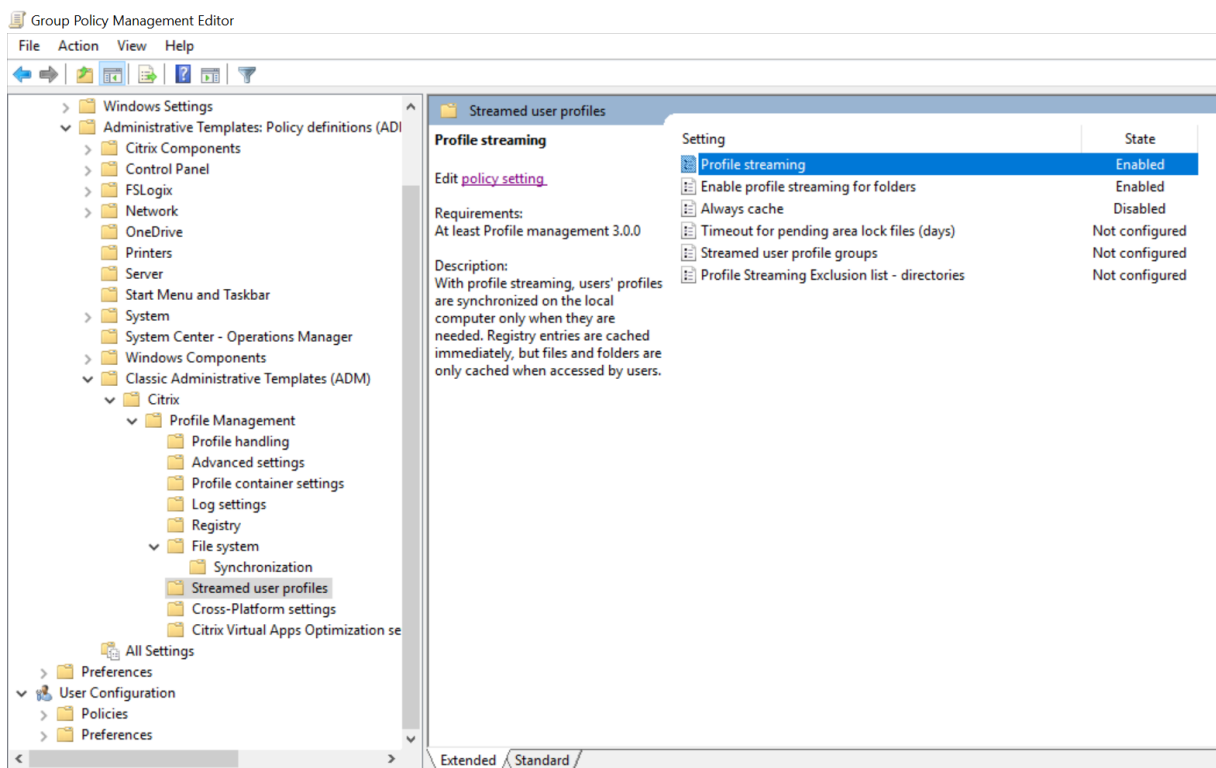 Group Policy Management Editor
File Action View Help
Windows Settings
Administrative Templates: Policy definitions (ADI
Citrix Components
Control Panel
FSLogix
Network
OneDrive
Printers
Server
Start Menu and Taskbar
System
System Center - Operations Manager
Windows Components
Classic Administrative Templates (ADM)
Citrix
Profile Management
Profile handling
Advanced settings
Profile container settings
Log settings
Registry
File system
Synchronization
Streamed user profiles
Cross-Platform settings
Citrix Virtual Apps Optimization se
All Settings
Preferences
User Configuration
Policies
Preferences
Streamed user profiles
Profile streaming
Edit policy setting
Requirements:
At least Profile management 3.0.0
Description:
With profile streaming, users' profiles
are synchronized on the local
computer only when they are
needed. Registry entries are cached
immediately, but files and folders are
only cached when accessed by users.
Setting State
Profile streaming Enabled
Enable profile streaming for folders Enabled
Always cache Disabled
Timeout for pending area lock files (days) Not configured
Streamed user profile groups Not configured
Profile Streaming Exclusion list - directories Not configured
Extended Standard